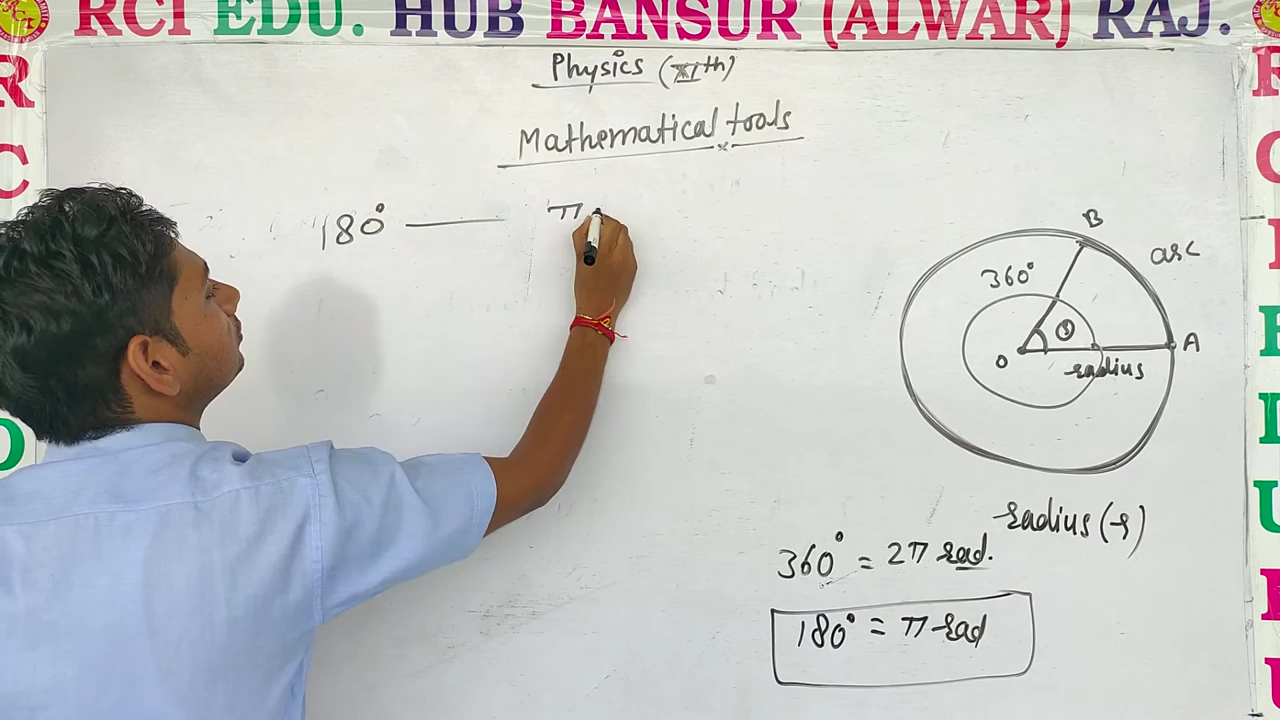 RCI EDU. HUB BANSUR (ALWAR) RAJ.
Physics (XIth)
Mathematical tools
180° — π
B
arc
360°
θ
O
radius
A
radius (r)
360° = 2π rad.
180° = π rad
R
C
D
R
C
I
E
D
U